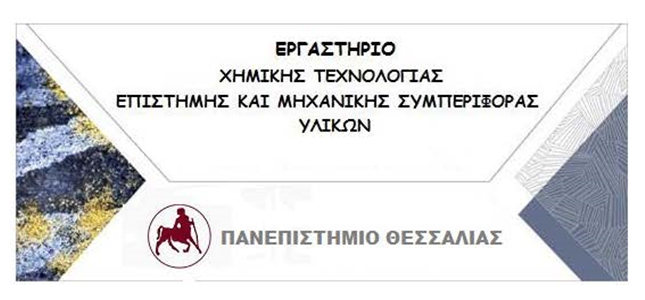 ΕΡΓΑΣΤΗΡΙΟ
ΧΗΜΙΚΗΣ ΤΕΧΝΟΛΟΓΙΑΣ
ΕΠΙΣΤΗΜΗΣ ΚΑΙ ΜΗΧΑΝΙΚΗΣ ΣΥΜΠΕΡΙΦΟΡΑΣ
ΥΛΙΚΩΝ
ΠΑΝΕΠΙΣΤΗΜΙΟ ΘΕΣΣΑΛΙΑΣ